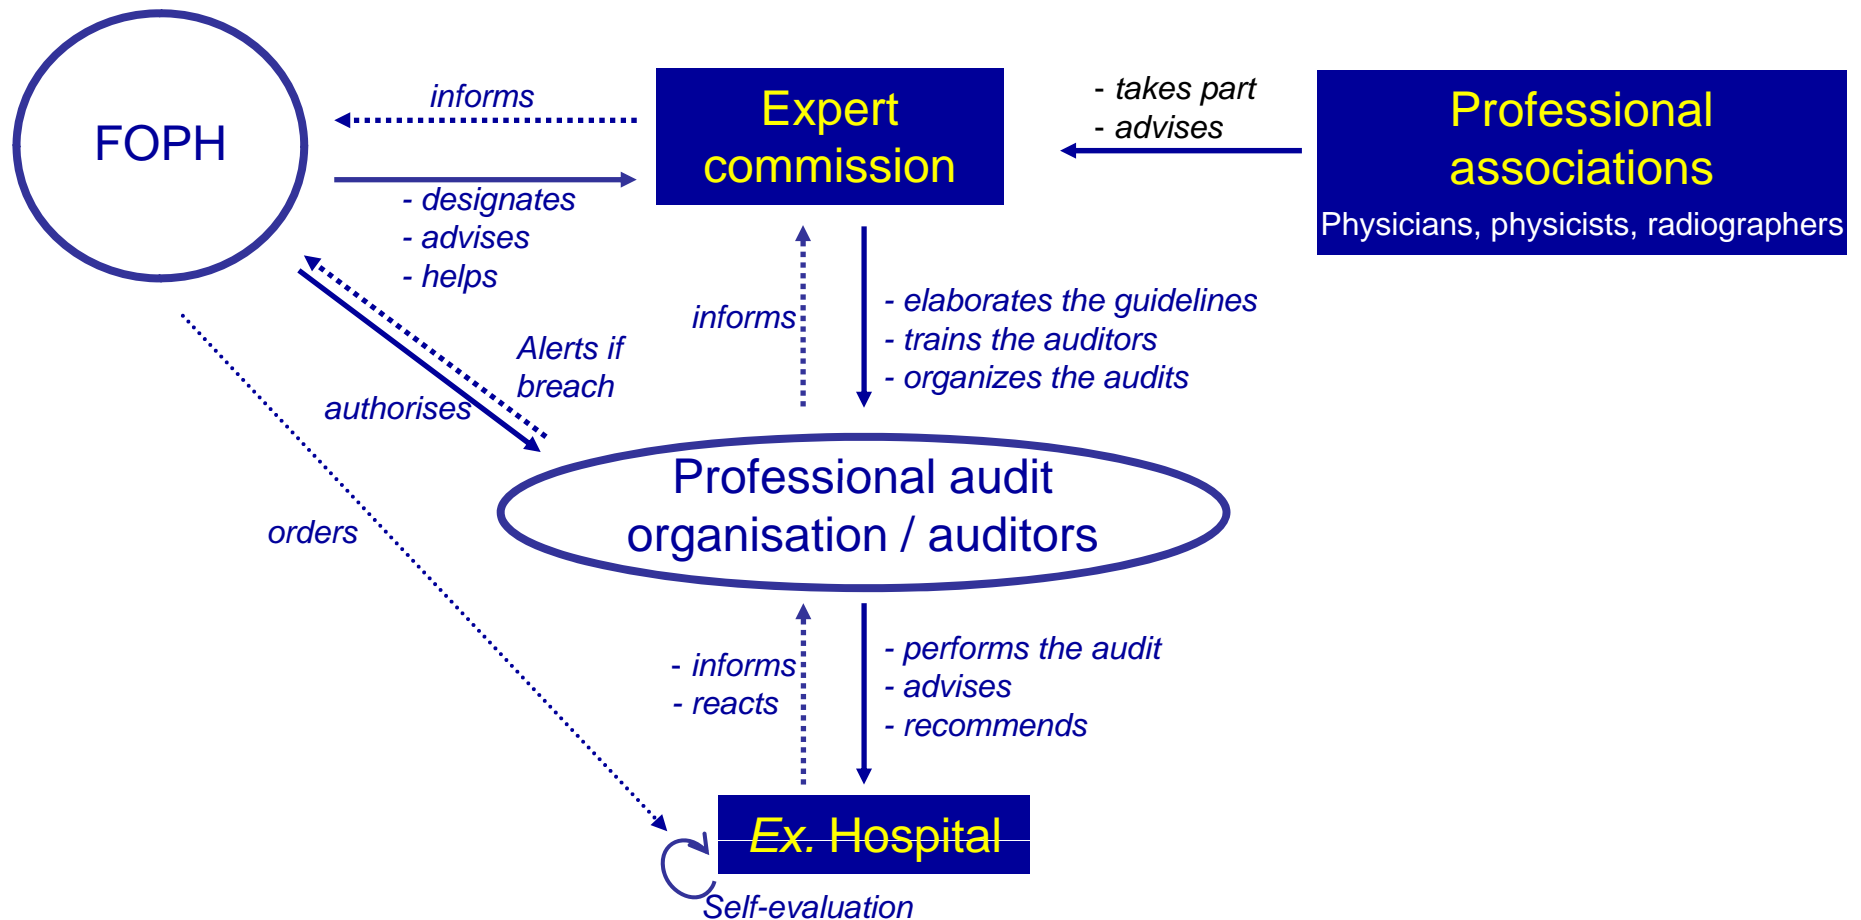 FOPH
informs
- designates
- advises
- helps
Expert
commission
- takes part
- advises
Professional
associations
Physicians, physicists, radiographers
informs
- elaborates the guidelines
- trains the auditors
- organizes the audits
Alerts if
breach
authorises
orders
Professional audit
organisation / auditors
- informs
- reacts
- performs the audit
- advises
- recommends
Ex. Hospital
Self-evaluation